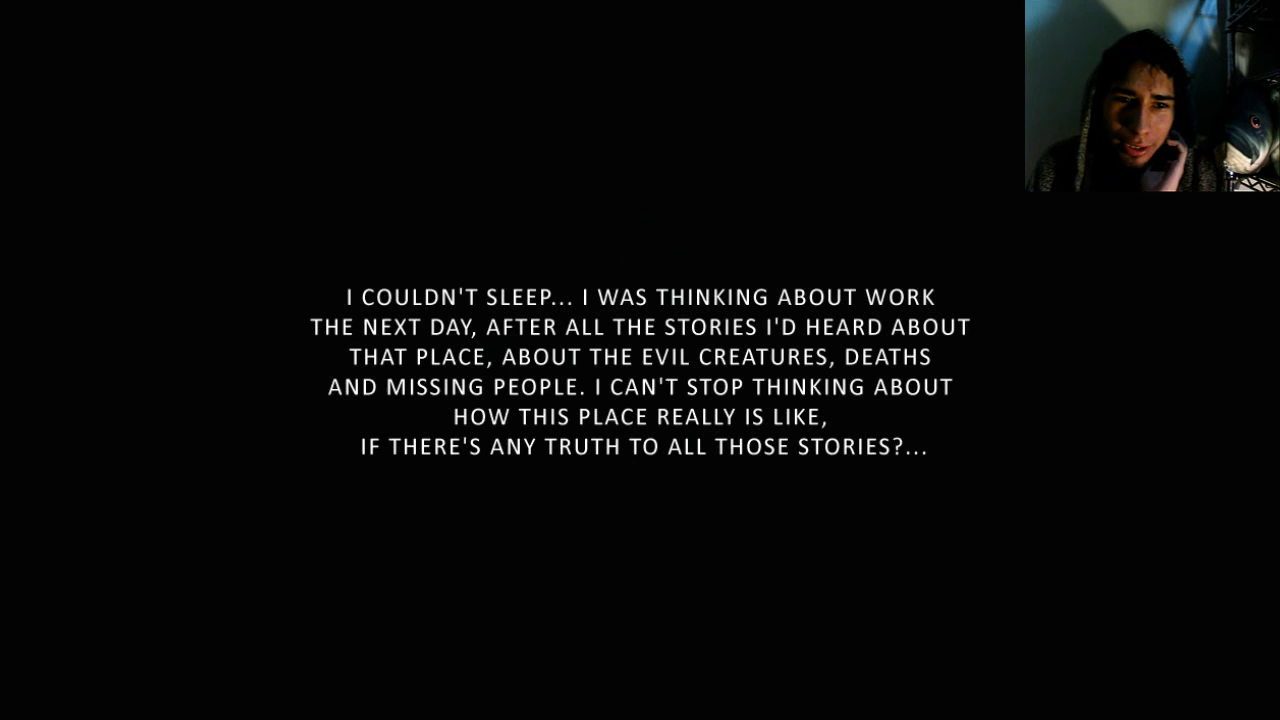 I COULDN'T SLEEP... I WAS THINKING ABOUT WORK
THE NEXT DAY, AFTER ALL THE STORIES I'D HEARD ABOUT
THAT PLACE, ABOUT THE EVIL CREATURES, DEATHS
AND MISSING PEOPLE. I CAN'T STOP THINKING ABOUT
HOW THIS PLACE REALLY IS LIKE,
IF THERE'S ANY TRUTH TO ALL THOSE STORIES?...